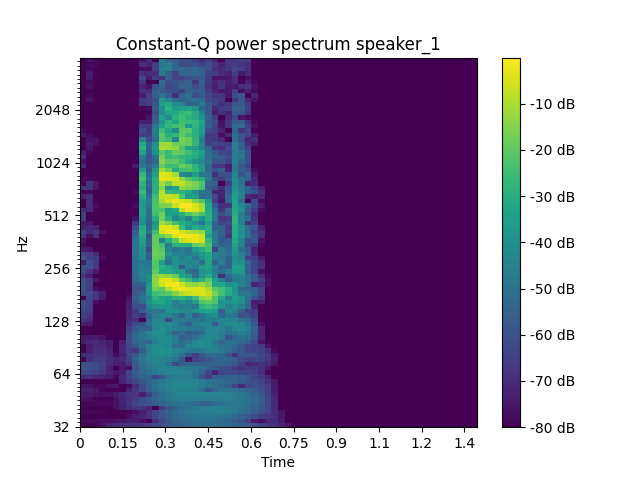 Constant-Q power spectrum speaker_1
Hz
2048
1024
512
256
128
64
32
0 0.15 0.3 0.45 0.6 0.75 0.9 1.1 1.2 1.4
Time
-10 dB
-20 dB
-30 dB
-40 dB
-50 dB
-60 dB
-70 dB
-80 dB